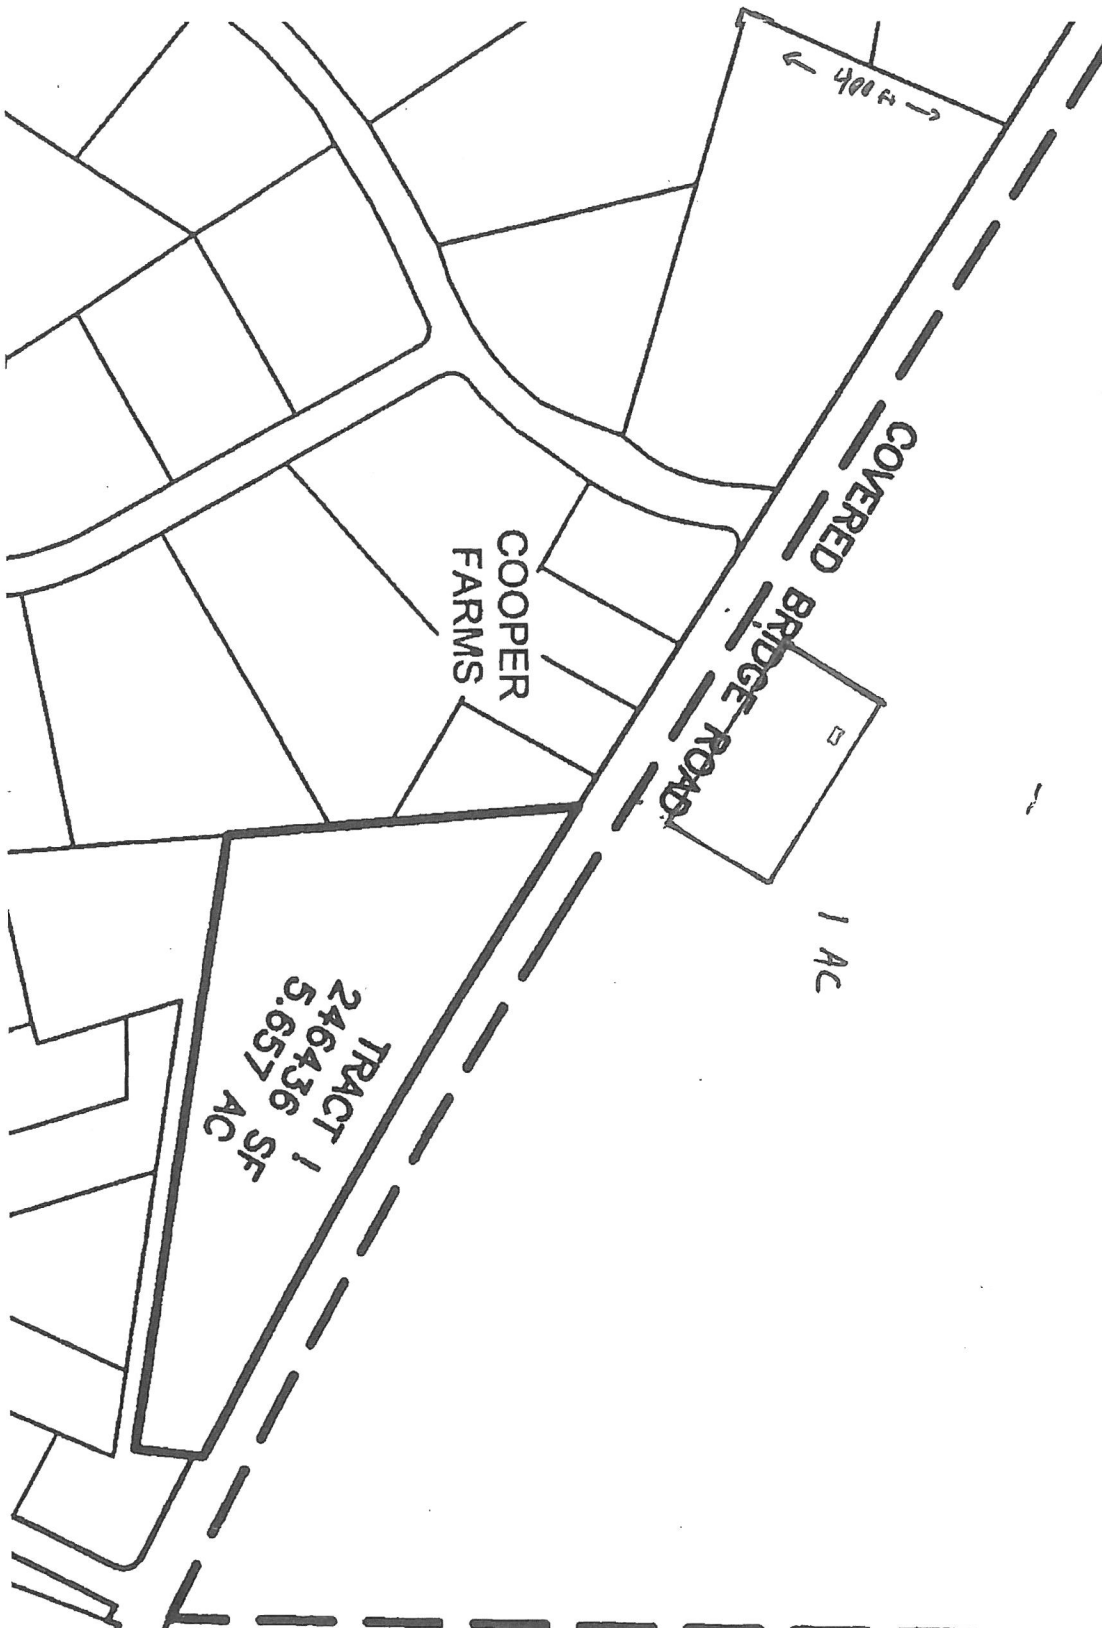 ← 400 ft →
COVERED BRIDGE ROAD
COOPER
FARMS
1 AC
TRACT 1
246436 SF
5.657 AC